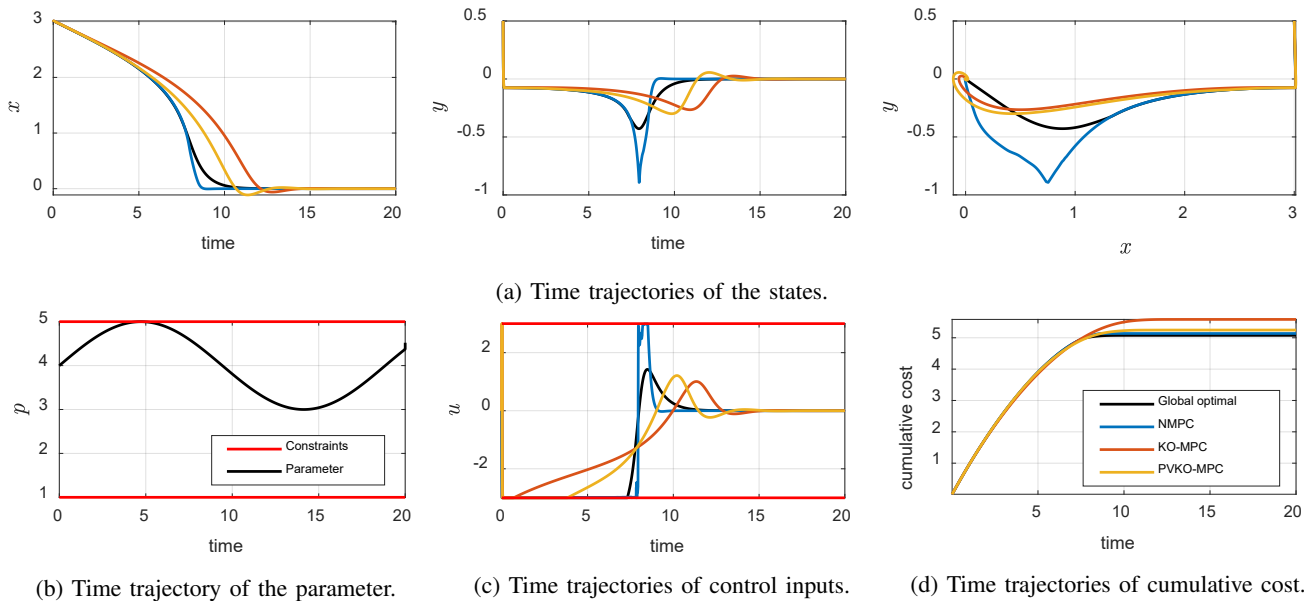 3
2
1
0
x
0 5 10 15 20
time
0.5
0
-0.5
-1
y
0 5 10 15 20
time
0.5
0
-0.5
-1
y
0 1 2 3
x
(a) Time trajectories of the states.
5
4
3
2
1
p
Constraints
Parameter
0 5 10 15 20
time
(b) Time trajectory of the parameter.
2
0
-2
u
0 5 10 15 20
time
(c) Time trajectories of control inputs.
5
4
3
2
1
cumulative cost
Global optimal
NMPC
KO-MPC
PVKO-MPC
5 10 15 20
time
(d) Time trajectories of cumulative cost.